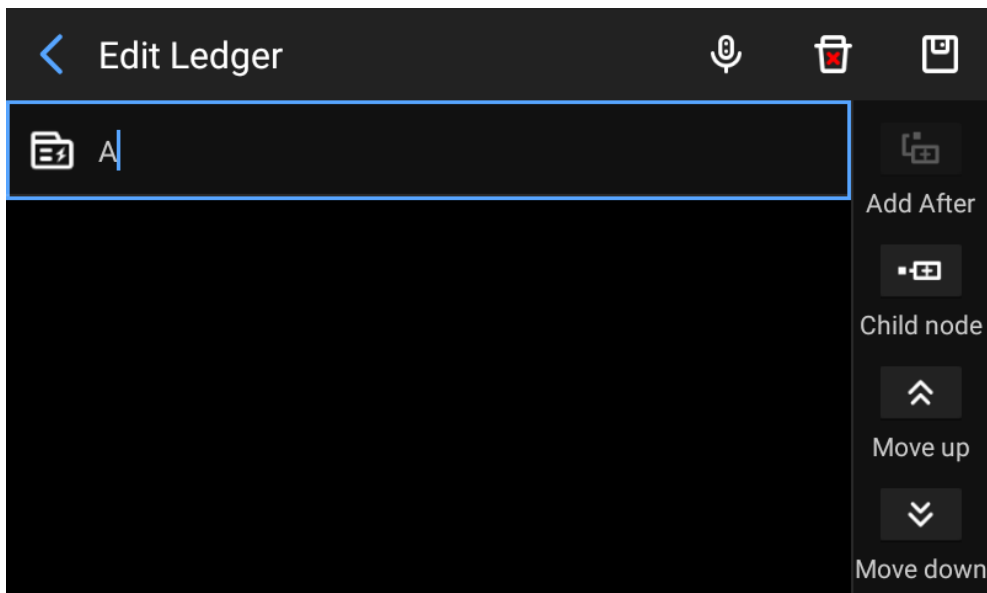 Edit Ledger
A
Add After
Child node
Move up
Move down